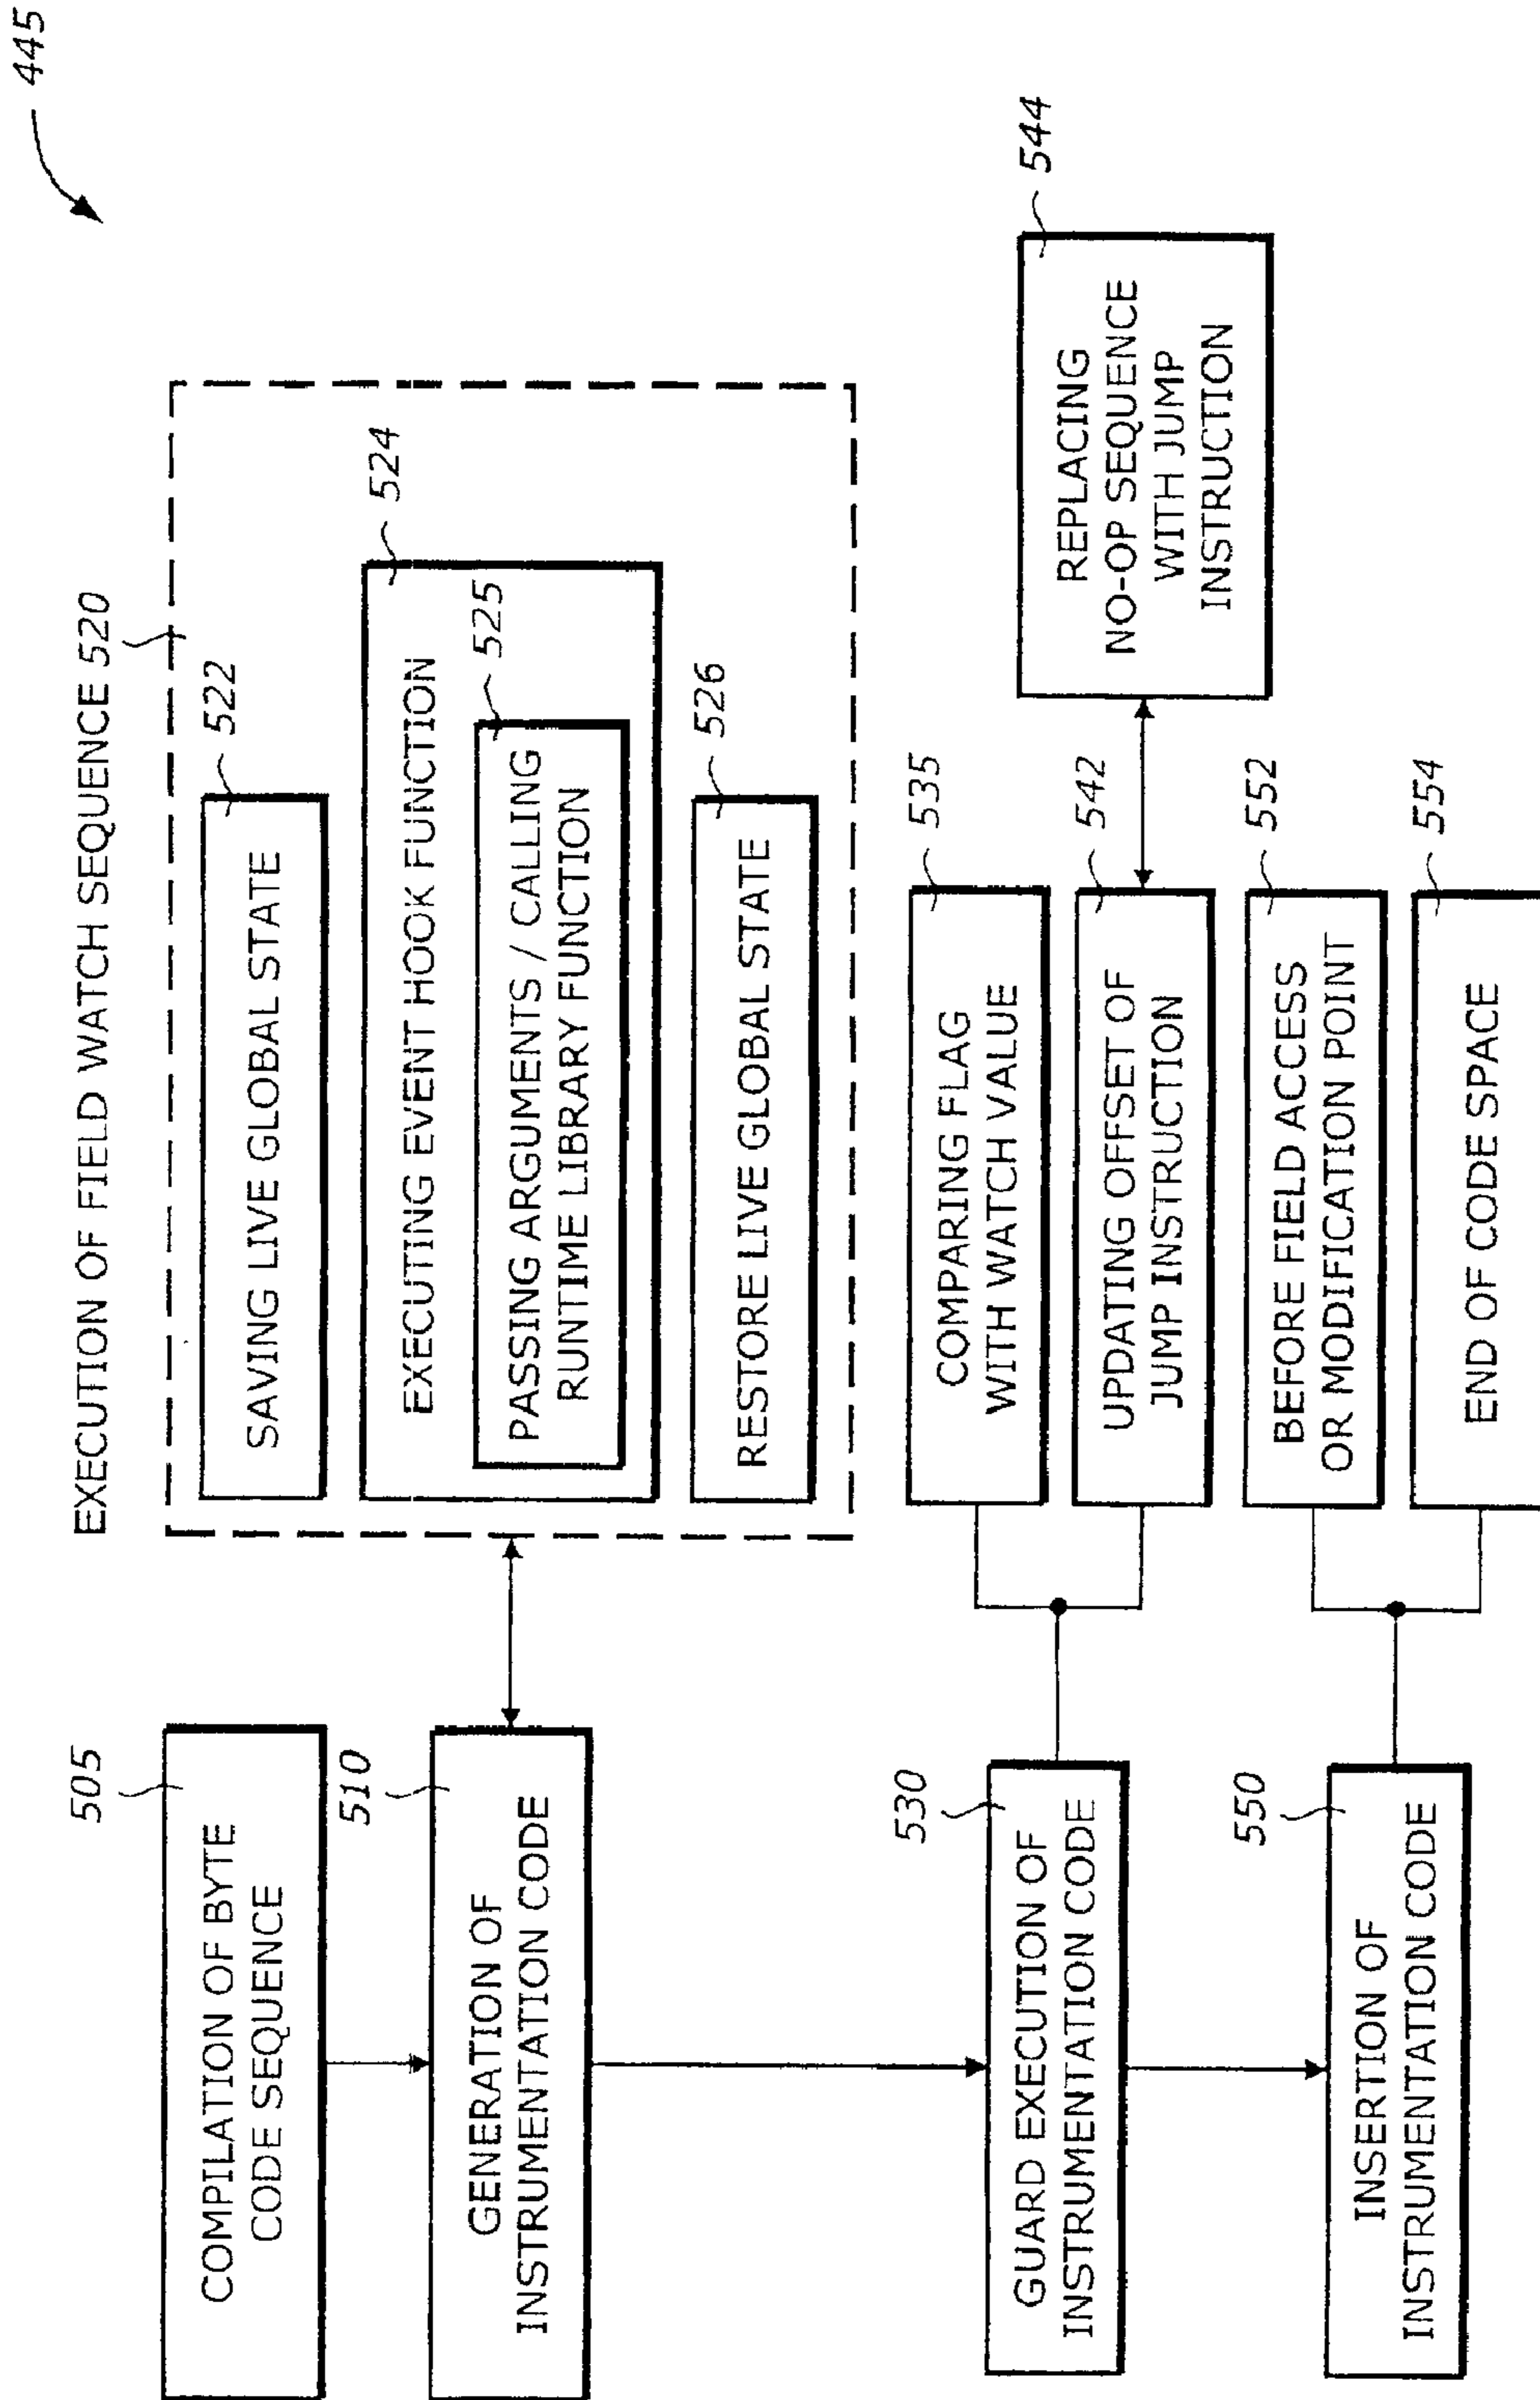 445
EXECUTION OF FIELD WATCH SEQUENCE 520
505
COMPILATION OF BYTE
CODE SEQUENCE
522
SAVING LIVE GLOBAL STATE
510
GENERATION OF
INSTRUMENTATION CODE
524
EXECUTING EVENT HOOK FUNCTION
525
PASSING ARGUMENTS / CALLING
RUNTIME LIBRARY FUNCTION
526
RESTORE LIVE GLOBAL STATE
530
GUARD EXECUTION OF
INSTRUMENTATION CODE
535
COMPARING FLAG
WITH WATCH VALUE
542
UPDATING OFFSET OF
JUMP INSTRUCTION
544
REPLACING
NO-OP SEQUENCE
WITH JUMP
INSTRUCTION
550
INSERTION OF
INSTRUMENTATION CODE
552
BEFORE FIELD ACCESS
OR MODIFICATION POINT
554
END OF CODE SPACE